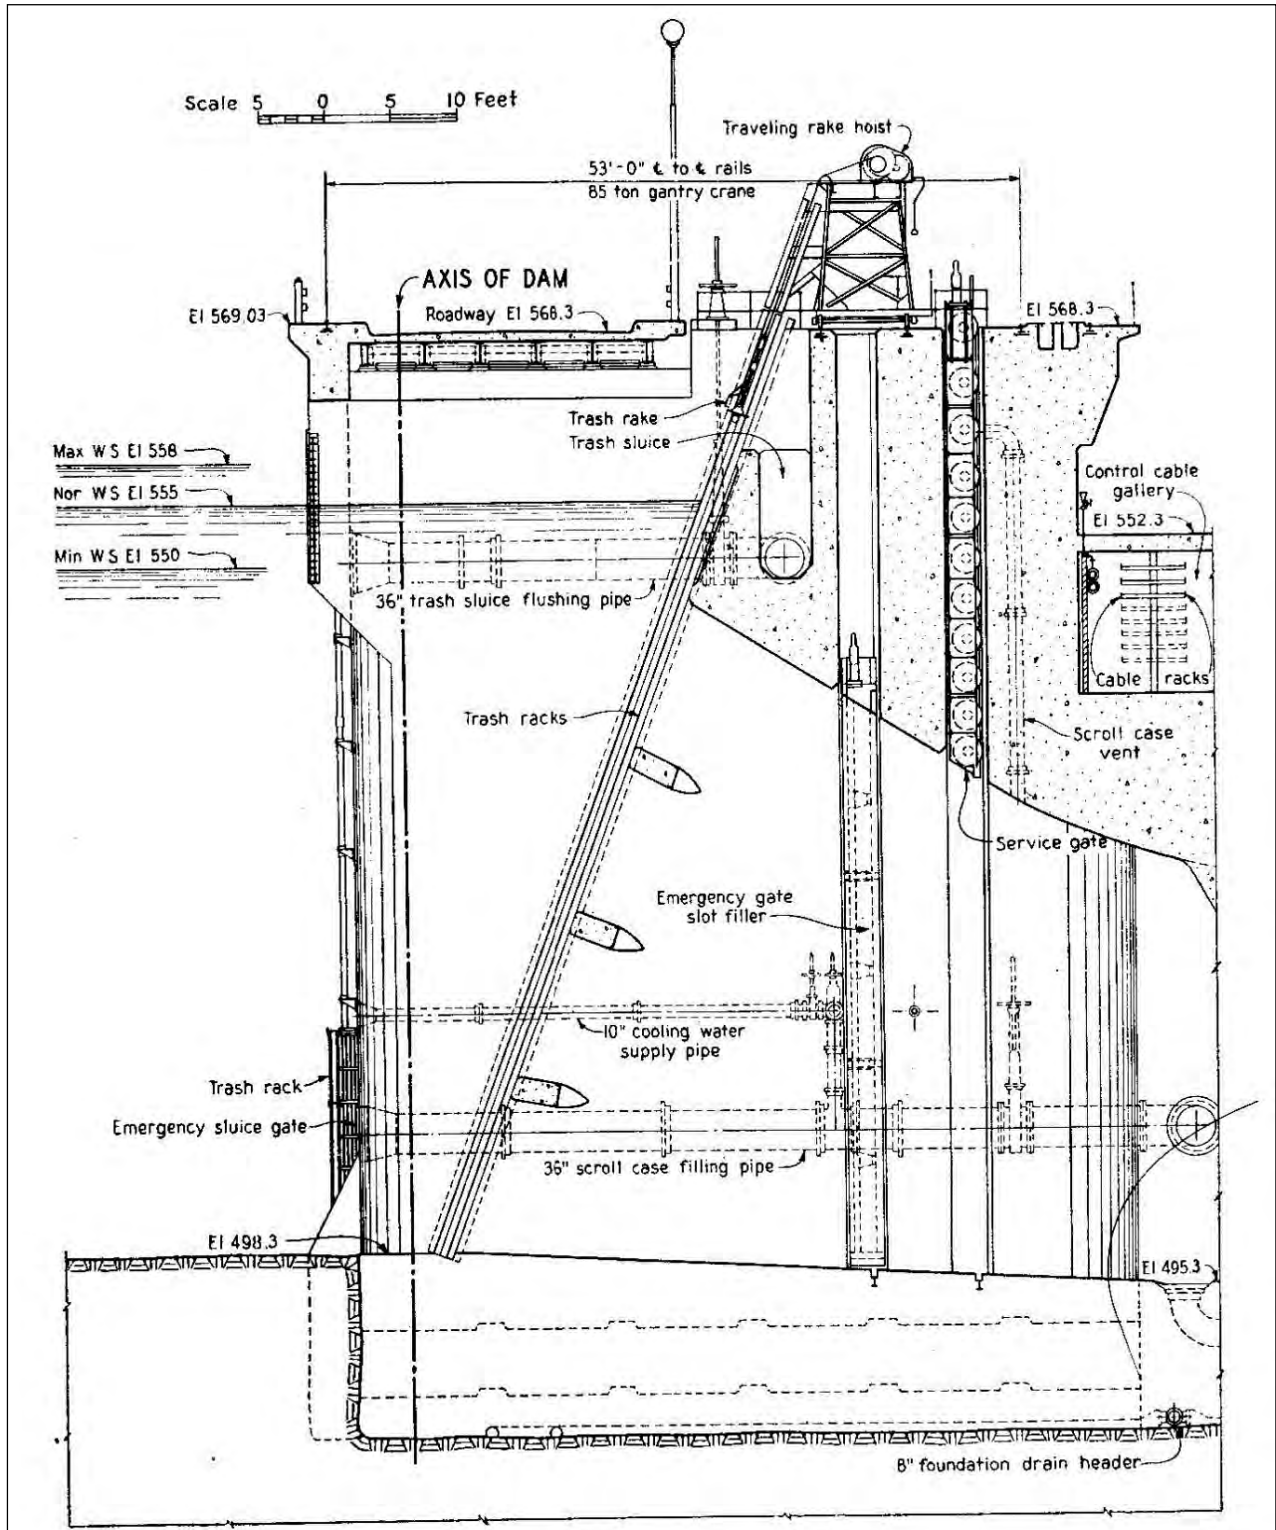 Scale 5 0 5 10 Feet
Traveling rake hoist
53'-0" ℄ to ℄ rails
85 ton gantry crane
AXIS OF DAM
El 569.03
Roadway El 568.3
El 568.3
Trash rake
Trash sluice
Max WS El 558
Nor WS El 555
Min WS El 550
Control cable
gallery
El 552.3
36" trash sluice flushing pipe
Cable racks
Trash racks
Scroll case
vent
Service gate
Emergency gate
slot filler
10" cooling water
supply pipe
Trash rack
Emergency sluice gate
36" scroll case filling pipe
El 498.3
El 495.3
8" foundation drain header